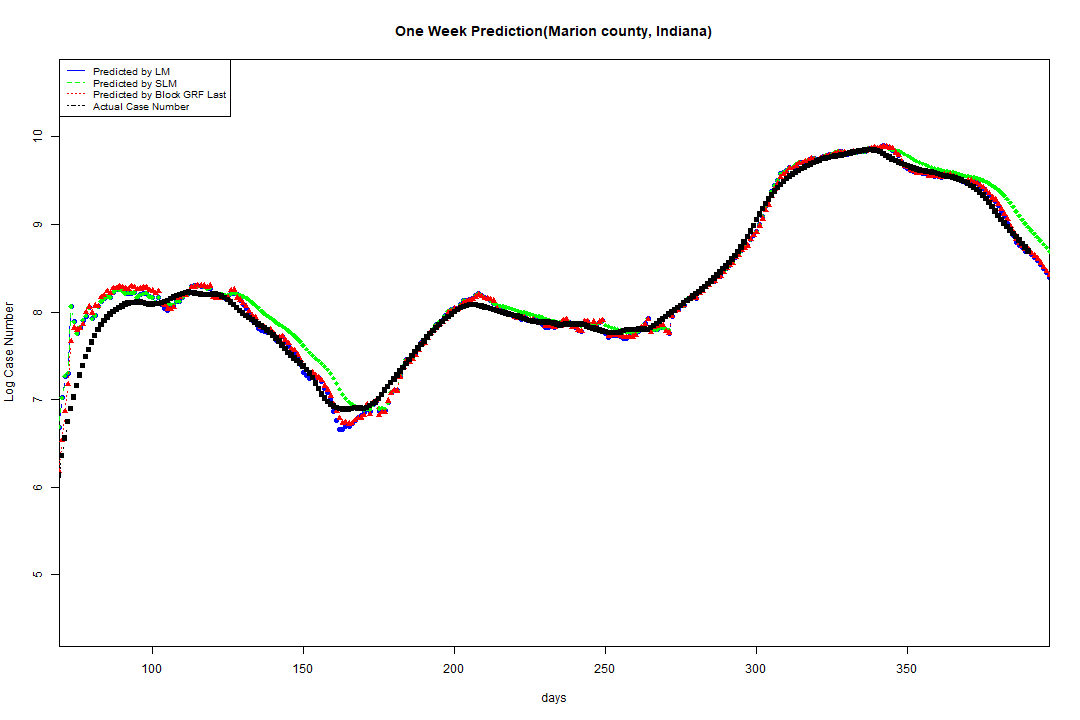 One Week Prediction(Marion county, Indiana)
Predicted by LM
Predicted by SLM
Predicted by Block GRF Last
Actual Case Number
10
9
8
7
6
5
Log Case Number
100 150 200 250 300 350
days